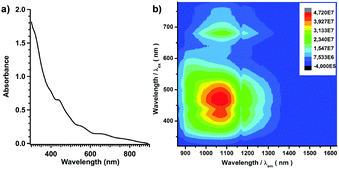 a)
2.0
1.5
1.0
0.5
0.0
Absorbance
400 600 800
Wavelength (nm)
b)
700
600
500
400
Wavelength / λex ( nm )
900 1000 1100 1200 1300 1400 1500 1600
Wavelength / λem ( nm )
4,720E7
3,927E7
3,133E7
2,340E7
1,547E7
7,533E6
-4,000E5